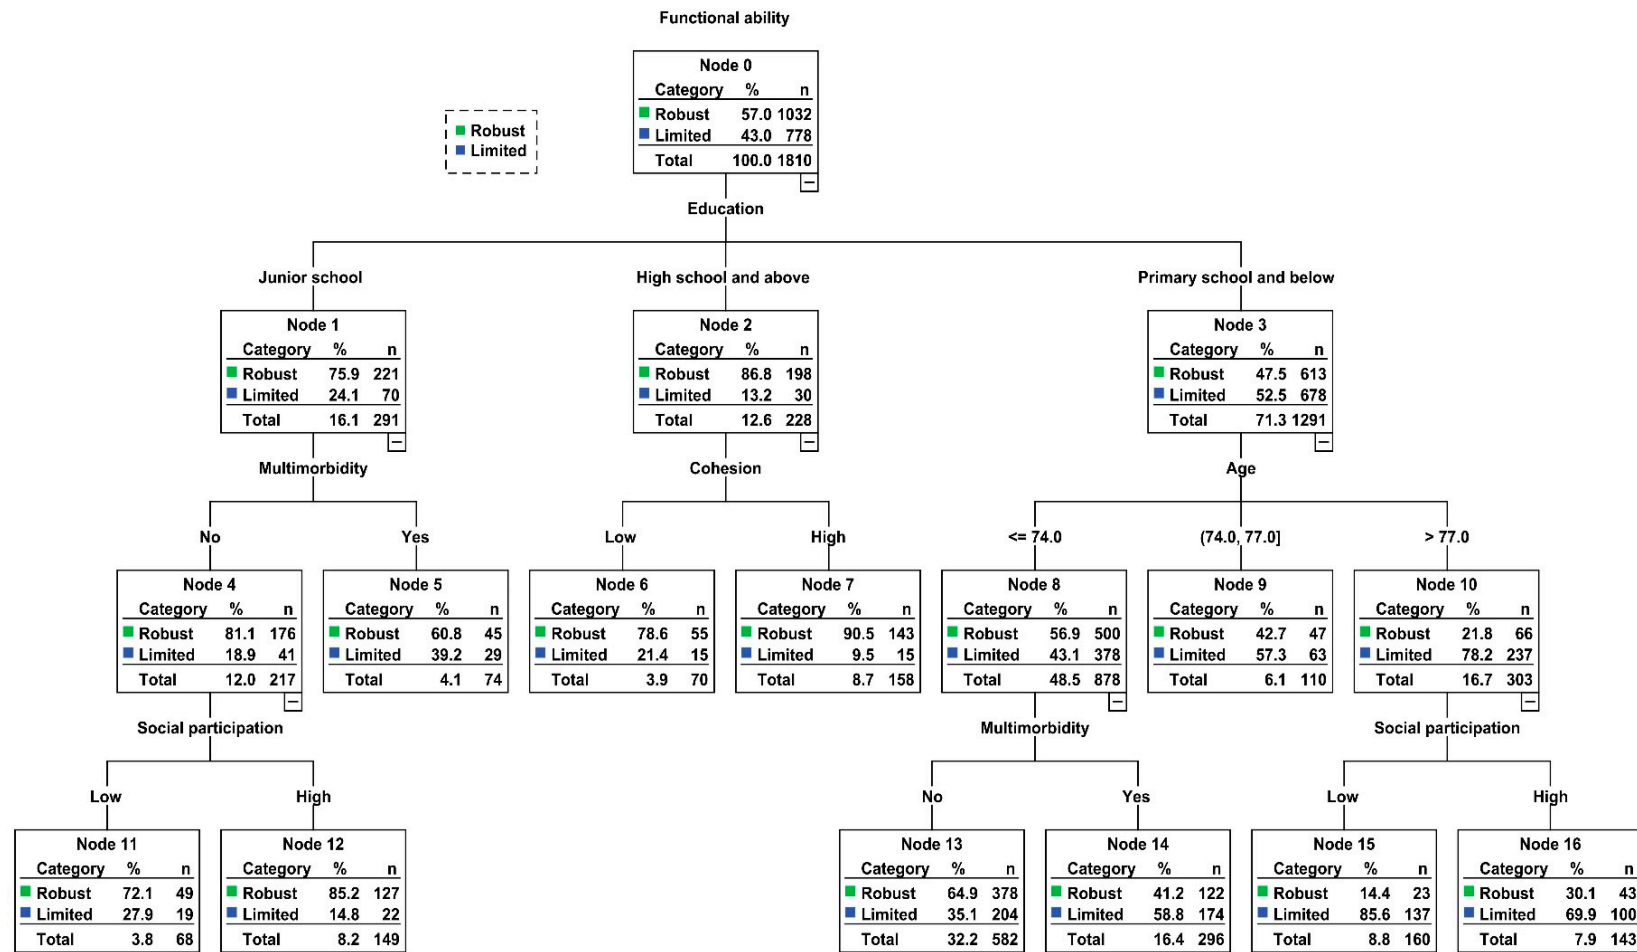 Functional ability
Node 0
Category % n
Robust 57.0 1032
Limited 43.0 778
Total 100.0 1810
Robust
Limited
Education
Junior school
High school and above
Primary school and below
Node 1
Category % n
Robust 75.9 221
Limited 24.1 70
Total 16.1 291
Node 2
Category % n
Robust 86.8 198
Limited 13.2 30
Total 12.6 228
Node 3
Category % n
Robust 47.5 613
Limited 52.5 678
Total 71.3 1291
Multimorbidity
Cohesion
Age
No
Yes
Low
High
<= 74.0
(74.0, 77.0]
> 77.0
Node 4
Category % n
Robust 81.1 176
Limited 18.9 41
Total 12.0 217
Node 5
Category % n
Robust 60.8 45
Limited 39.2 29
Total 4.1 74
Node 6
Category % n
Robust 78.6 55
Limited 21.4 15
Total 3.9 70
Node 7
Category % n
Robust 90.5 143
Limited 9.5 15
Total 8.7 158
Node 8
Category % n
Robust 56.9 500
Limited 43.1 378
Total 48.5 878
Node 9
Category % n
Robust 42.7 47
Limited 57.3 63
Total 6.1 110
Node 10
Category % n
Robust 21.8 66
Limited 78.2 237
Total 16.7 303
Social participation
Multimorbidity
Social participation
Low
High
No
Yes
Low
High
Node 11
Category % n
Robust 72.1 49
Limited 27.9 19
Total 3.8 68
Node 12
Category % n
Robust 85.2 127
Limited 14.8 22
Total 8.2 149
Node 13
Category % n
Robust 64.9 378
Limited 35.1 204
Total 32.2 582
Node 14
Category % n
Robust 41.2 122
Limited 58.8 174
Total 16.4 296
Node 15
Category % n
Robust 14.4 23
Limited 85.6 137
Total 8.8 160
Node 16
Category % n
Robust 30.1 43
Limited 69.9 100
Total 7.9 143